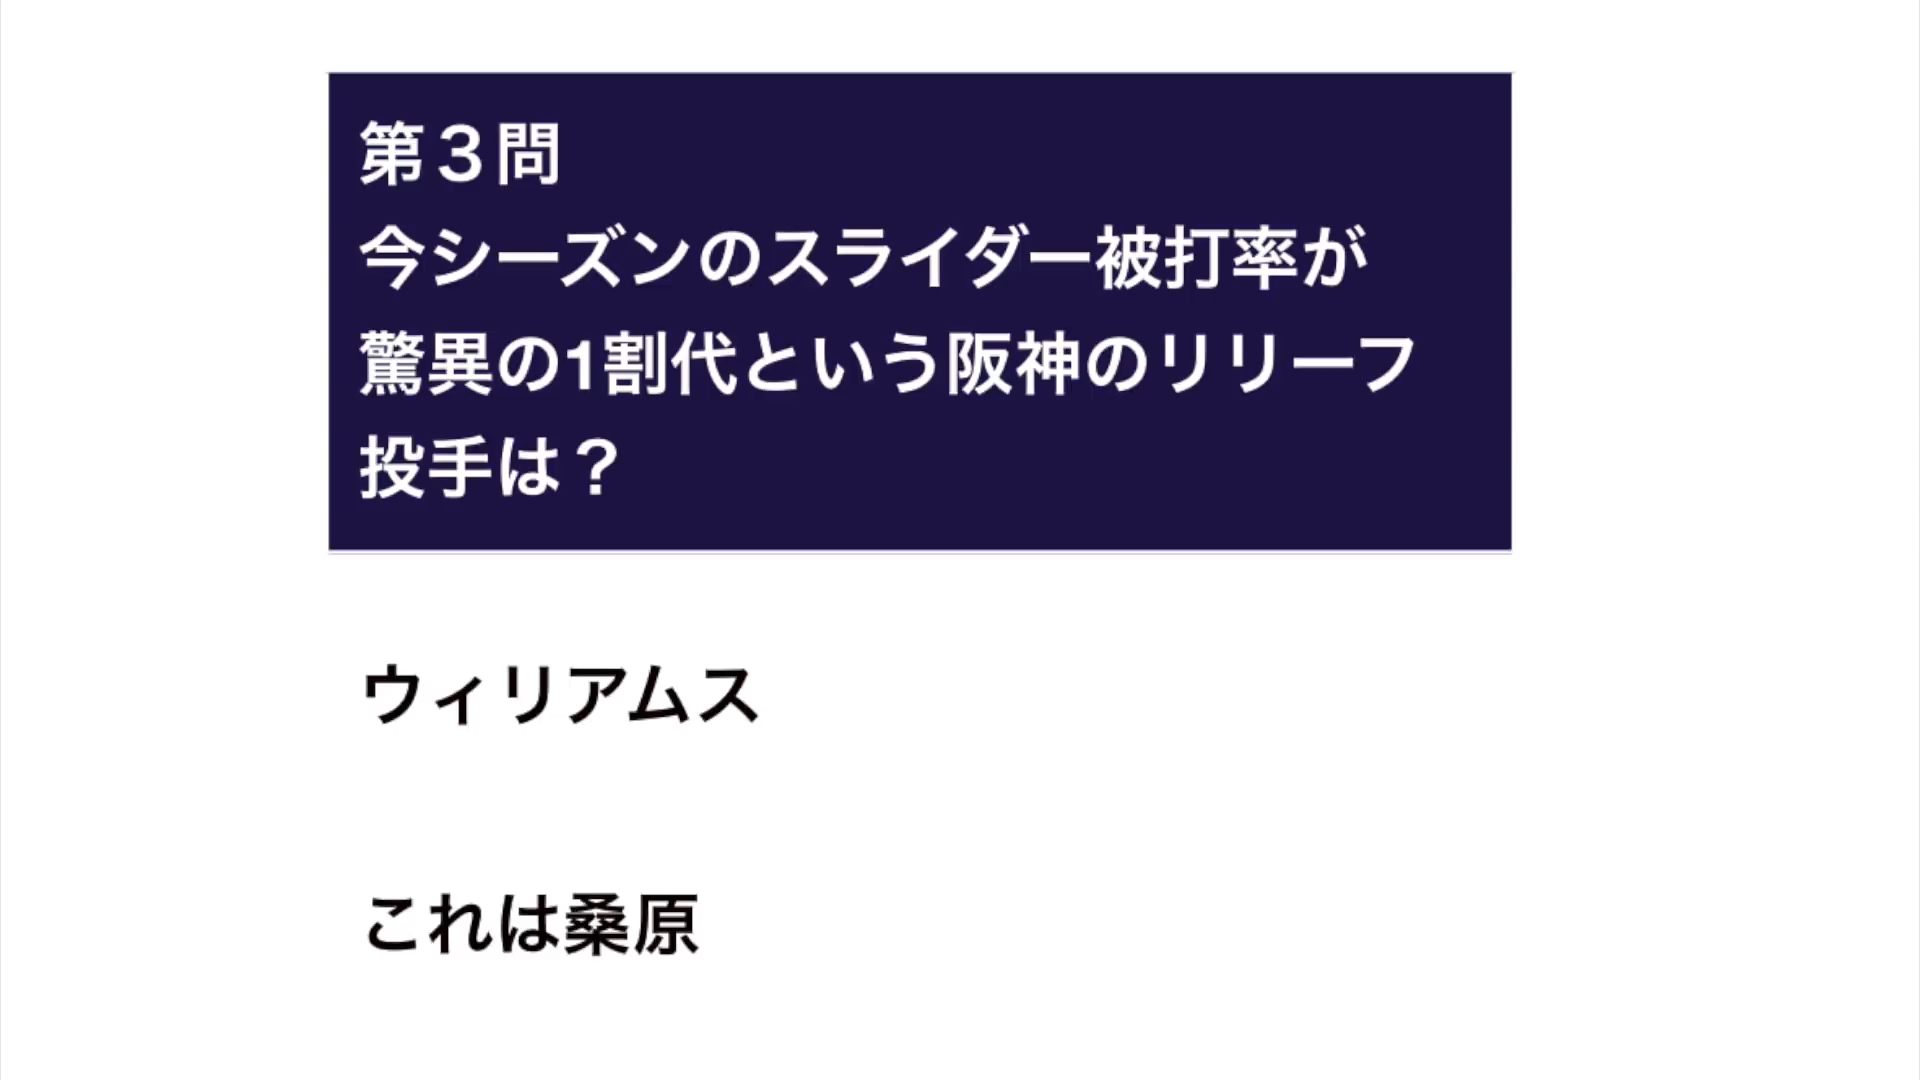 第３問
今シーズンのスライダー被打率が
驚異の1割代という阪神のリリーフ
投手は？
ウィリアムス
これは桑原